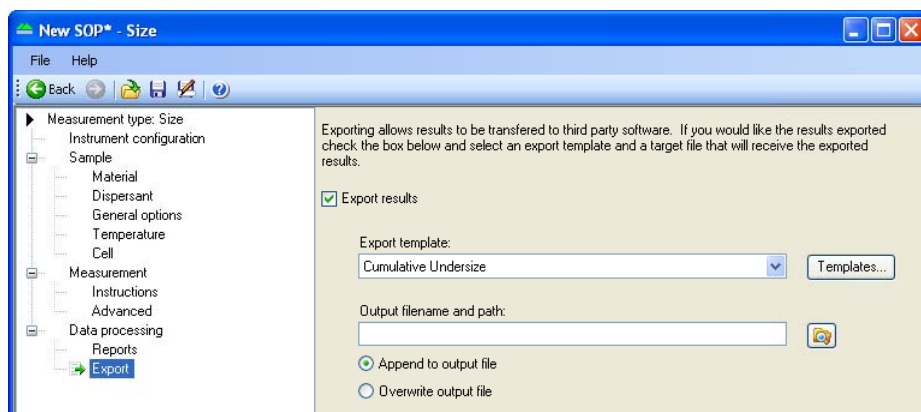 New SOP* - Size
File Help
Back
Measurement type: Size
Instrument configuration
Sample
Material
Dispersant
General options
Temperature
Cell
Measurement
Instructions
Advanced
Data processing
Reports
Export
Exporting allows results to be transfered to third party software. If you would like the results exported
check the box below and select an export template and a target file that will receive the exported
results.
Export results
Export template:
Cumulative Undersize
Templates...
Output filename and path:
Append to output file
Overwrite output file